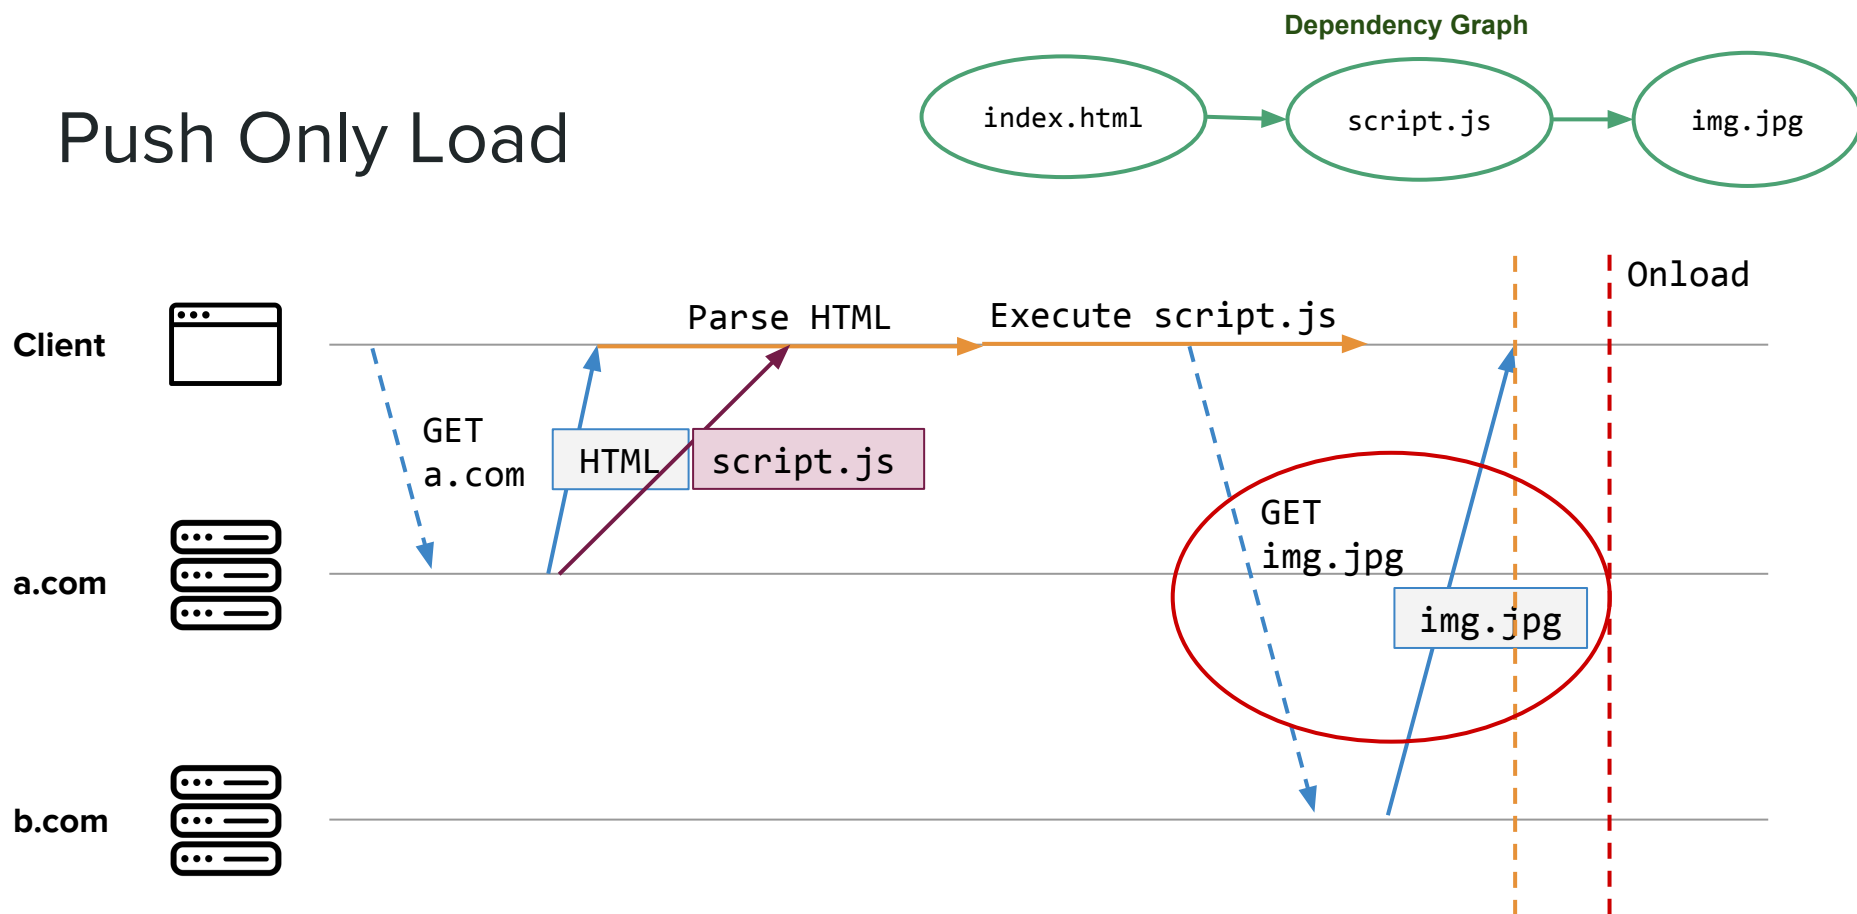 Dependency Graph
Push Only Load
index.html
script.js
img.jpg
Onload
Client
Parse HTML
Execute script.js
GET
a.com
HTML
script.js
GET
img.jpg
a.com
img.jpg
b.com